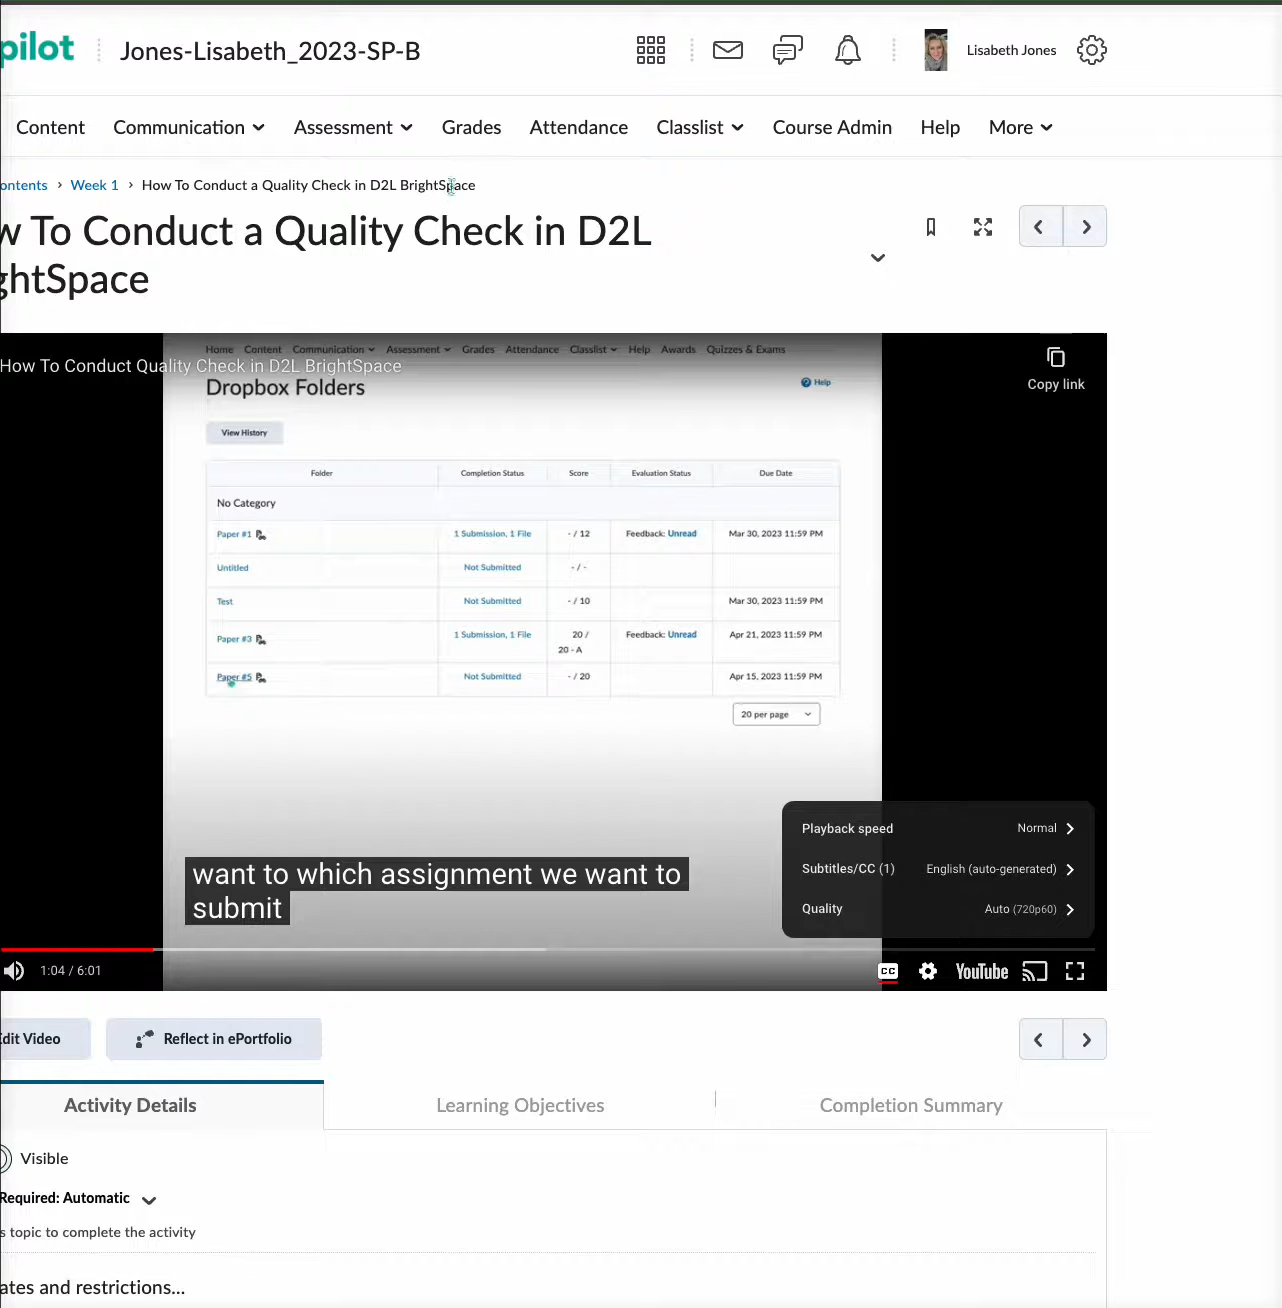 pilot
Jones-Lisabeth_2023-SP-B
Lisabeth Jones
Content Communication Assessment Grades Attendance Classlist Course Admin Help More
ontents › Week 1 › How To Conduct a Quality Check in D2L BrightSpace
w To Conduct a Quality Check in D2L
ghtSpace
Home Content Communication Assessment Grades Attendance Classlist Help Awards Quizzes & Exams
How To Conduct Quality Check in D2L BrightSpace
Copy link
Dropbox Folders
Help
View History
Folder Completion Status Score Evaluation Status Due Date
No Category
Paper #1 1 Submission, 1 File - / 12 Feedback: Unread Mar 30, 2023 11:59 PM
Untitled Not Submitted - / -
Test Not Submitted - / 10 Mar 30, 2023 11:59 PM
Paper #3 1 Submission, 1 File 20 / Feedback: Unread Apr 21, 2023 11:59 PM
20 - A
Paper #5 Not Submitted - / 20 Apr 15, 2023 11:59 PM
20 per page
Playback speed Normal
Subtitles/CC (1) English (auto-generated)
Quality Auto (720p60)
want to which assignment we want to
submit
1:04 / 6:01
CC
YouTube
Edit Video Reflect in ePortfolio
Activity Details Learning Objectives Completion Summary
Visible
Required: Automatic
s topic to complete the activity
ates and restrictions...